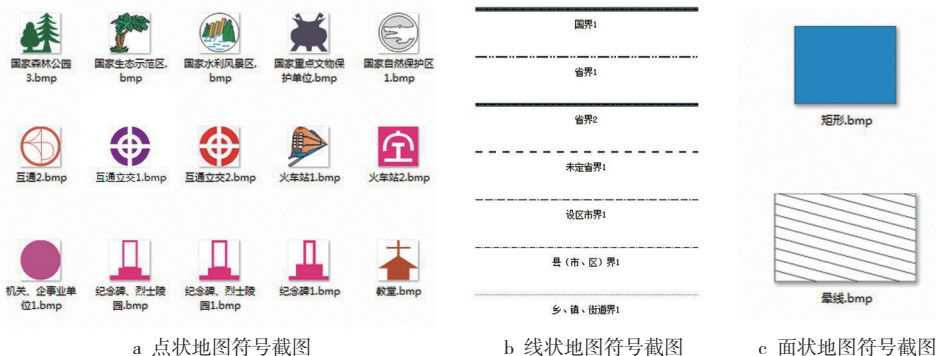 国家森林公园
3.bmp
国家生态示范区.
bmp
国家水利风景区.
bmp
国家重点文物保
护单位.bmp
国家自然保护区
1.bmp
互通2.bmp
互通立交1.bmp
互通立交2.bmp
火车站1.bmp
火车站2.bmp
机关、企事业单
位1.bmp
纪念碑、烈士陵
园.bmp
纪念碑、烈士陵
园1.bmp
纪念碑1.bmp
教堂.bmp
a 点状地图符号截图
国界1
省界1
省界2
未定省界1
设区市界1
县（市、区）界1
乡、镇、街道界1
b 线状地图符号截图
矩形.bmp
晕线.bmp
c 面状地图符号截图